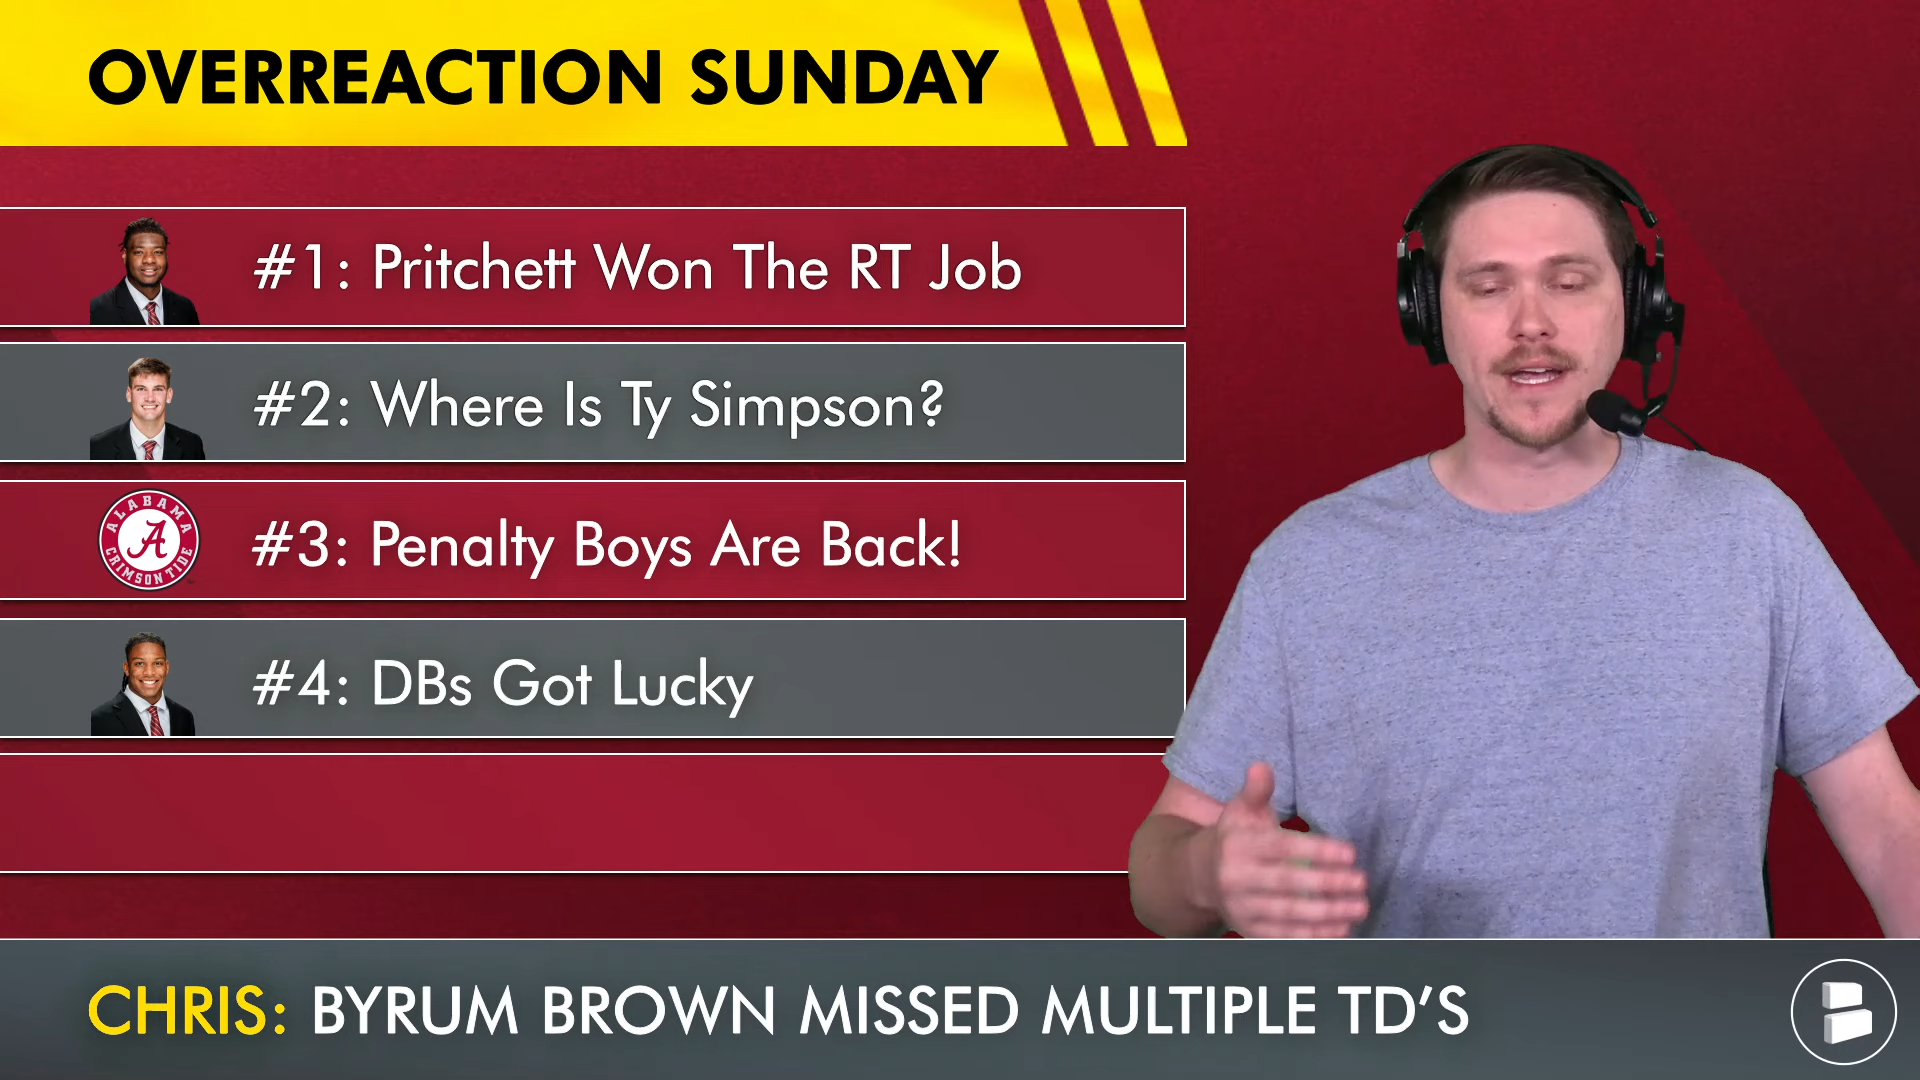 OVERREACTION SUNDAY
#1: Pritchett Won The RT Job
#2: Where Is Ty Simpson?
ALABAMA
A
CRIMSON TIDE
#3: Penalty Boys Are Back!
#4: DBs Got Lucky
CHRIS: BYRUM BROWN MISSED MULTIPLE TD'S